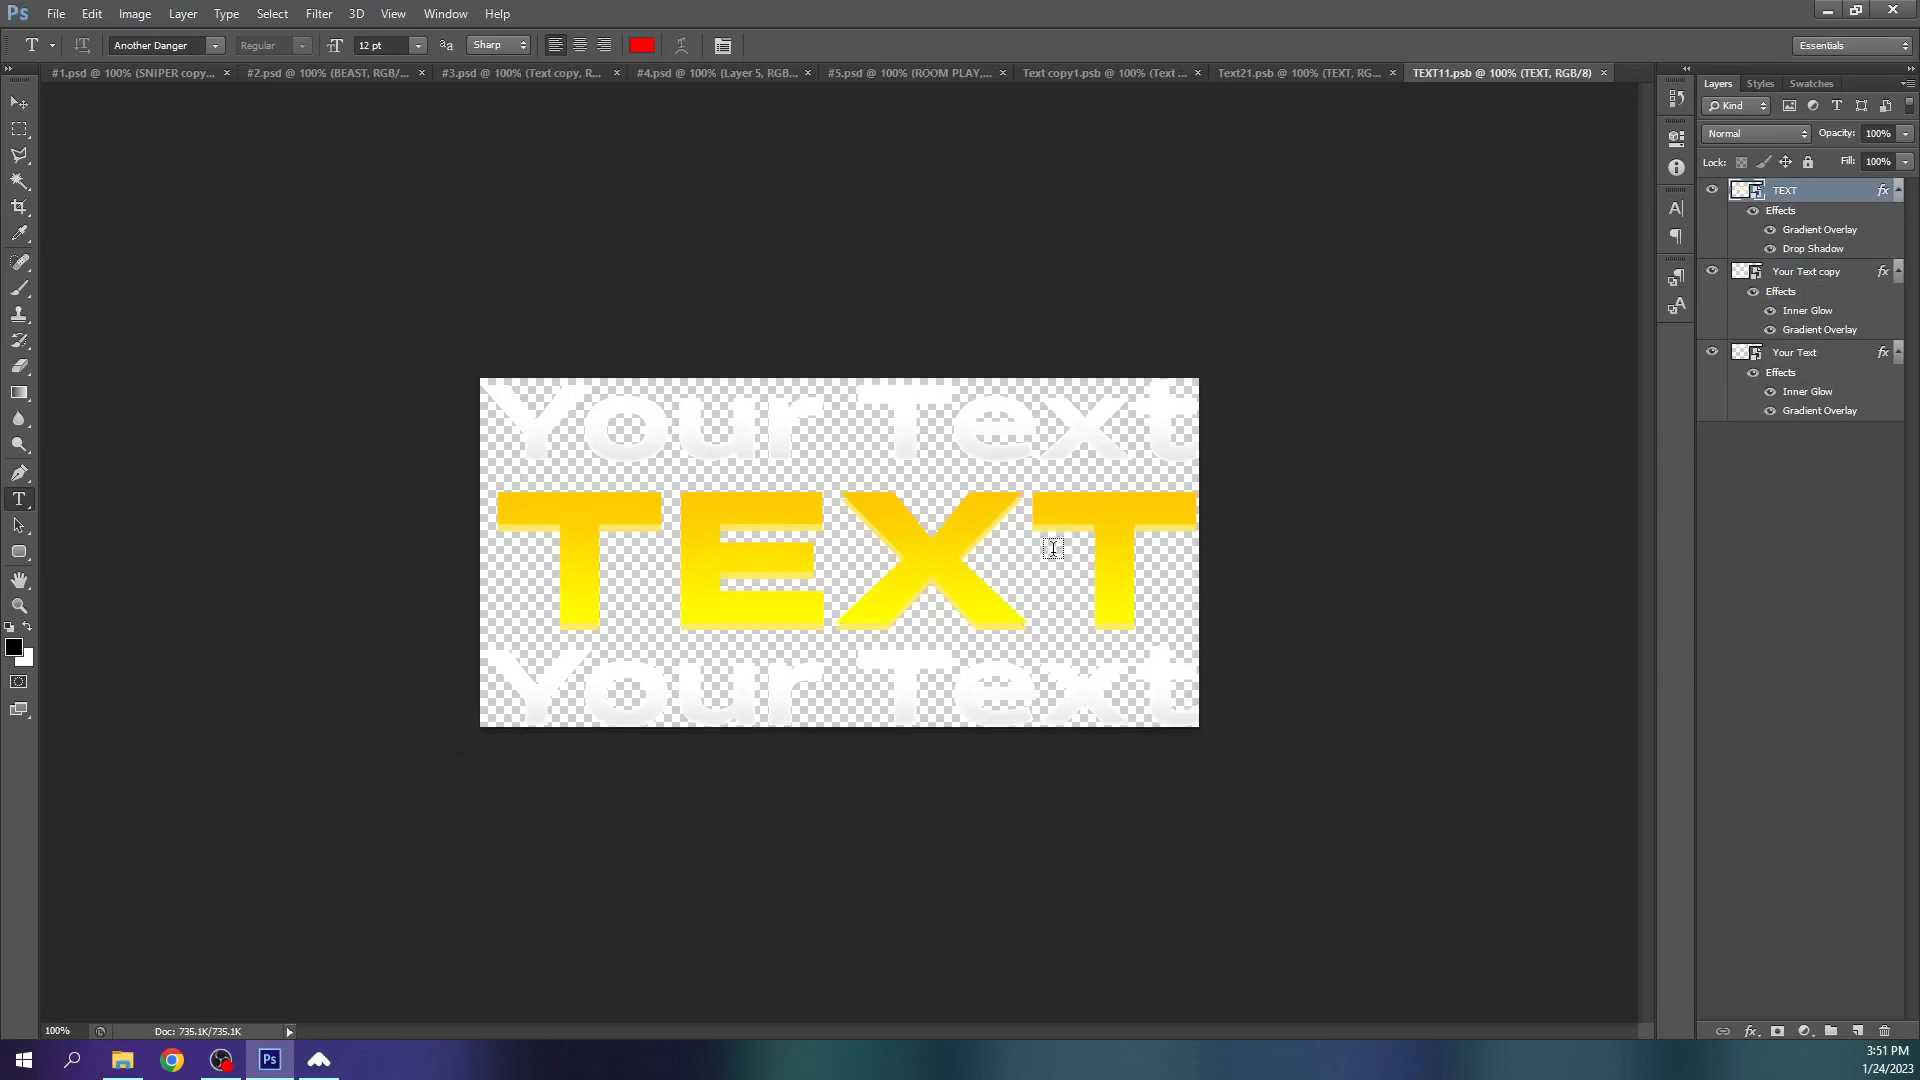 Ps File Edit Image Layer Type Select Filter 3D View Window Help
T Another Danger Regular 12 pt aa Sharp Essentials
#1.psd @ 100% (SNIPER copy,... × #2.psd @ 100% (BEAST, RGB/... × #3.psd @ 100% (Text copy, R... × #4.psd @ 100% (Layer 5, RGB... × #5.psd @ 100% (ROOM PLAY,... × Text copy1.psb @ 100% (Text ... × Text21.psb @ 100% (TEXT, RG... × TEXT11.psb @ 100% (TEXT, RGB/8) ×
Layers Styles Swatches
Kind
Normal Opacity: 100%
Lock: Fill: 100%
TEXT fx
Effects
Gradient Overlay
Drop Shadow
Your Text copy fx
Effects
Inner Glow
Gradient Overlay
Your Text fx
Effects
Inner Glow
Gradient Overlay
Your Text
TEXT
Your Text
100% Doc: 735.1K/735.1K
Ps
3:51 PM
1/24/2023